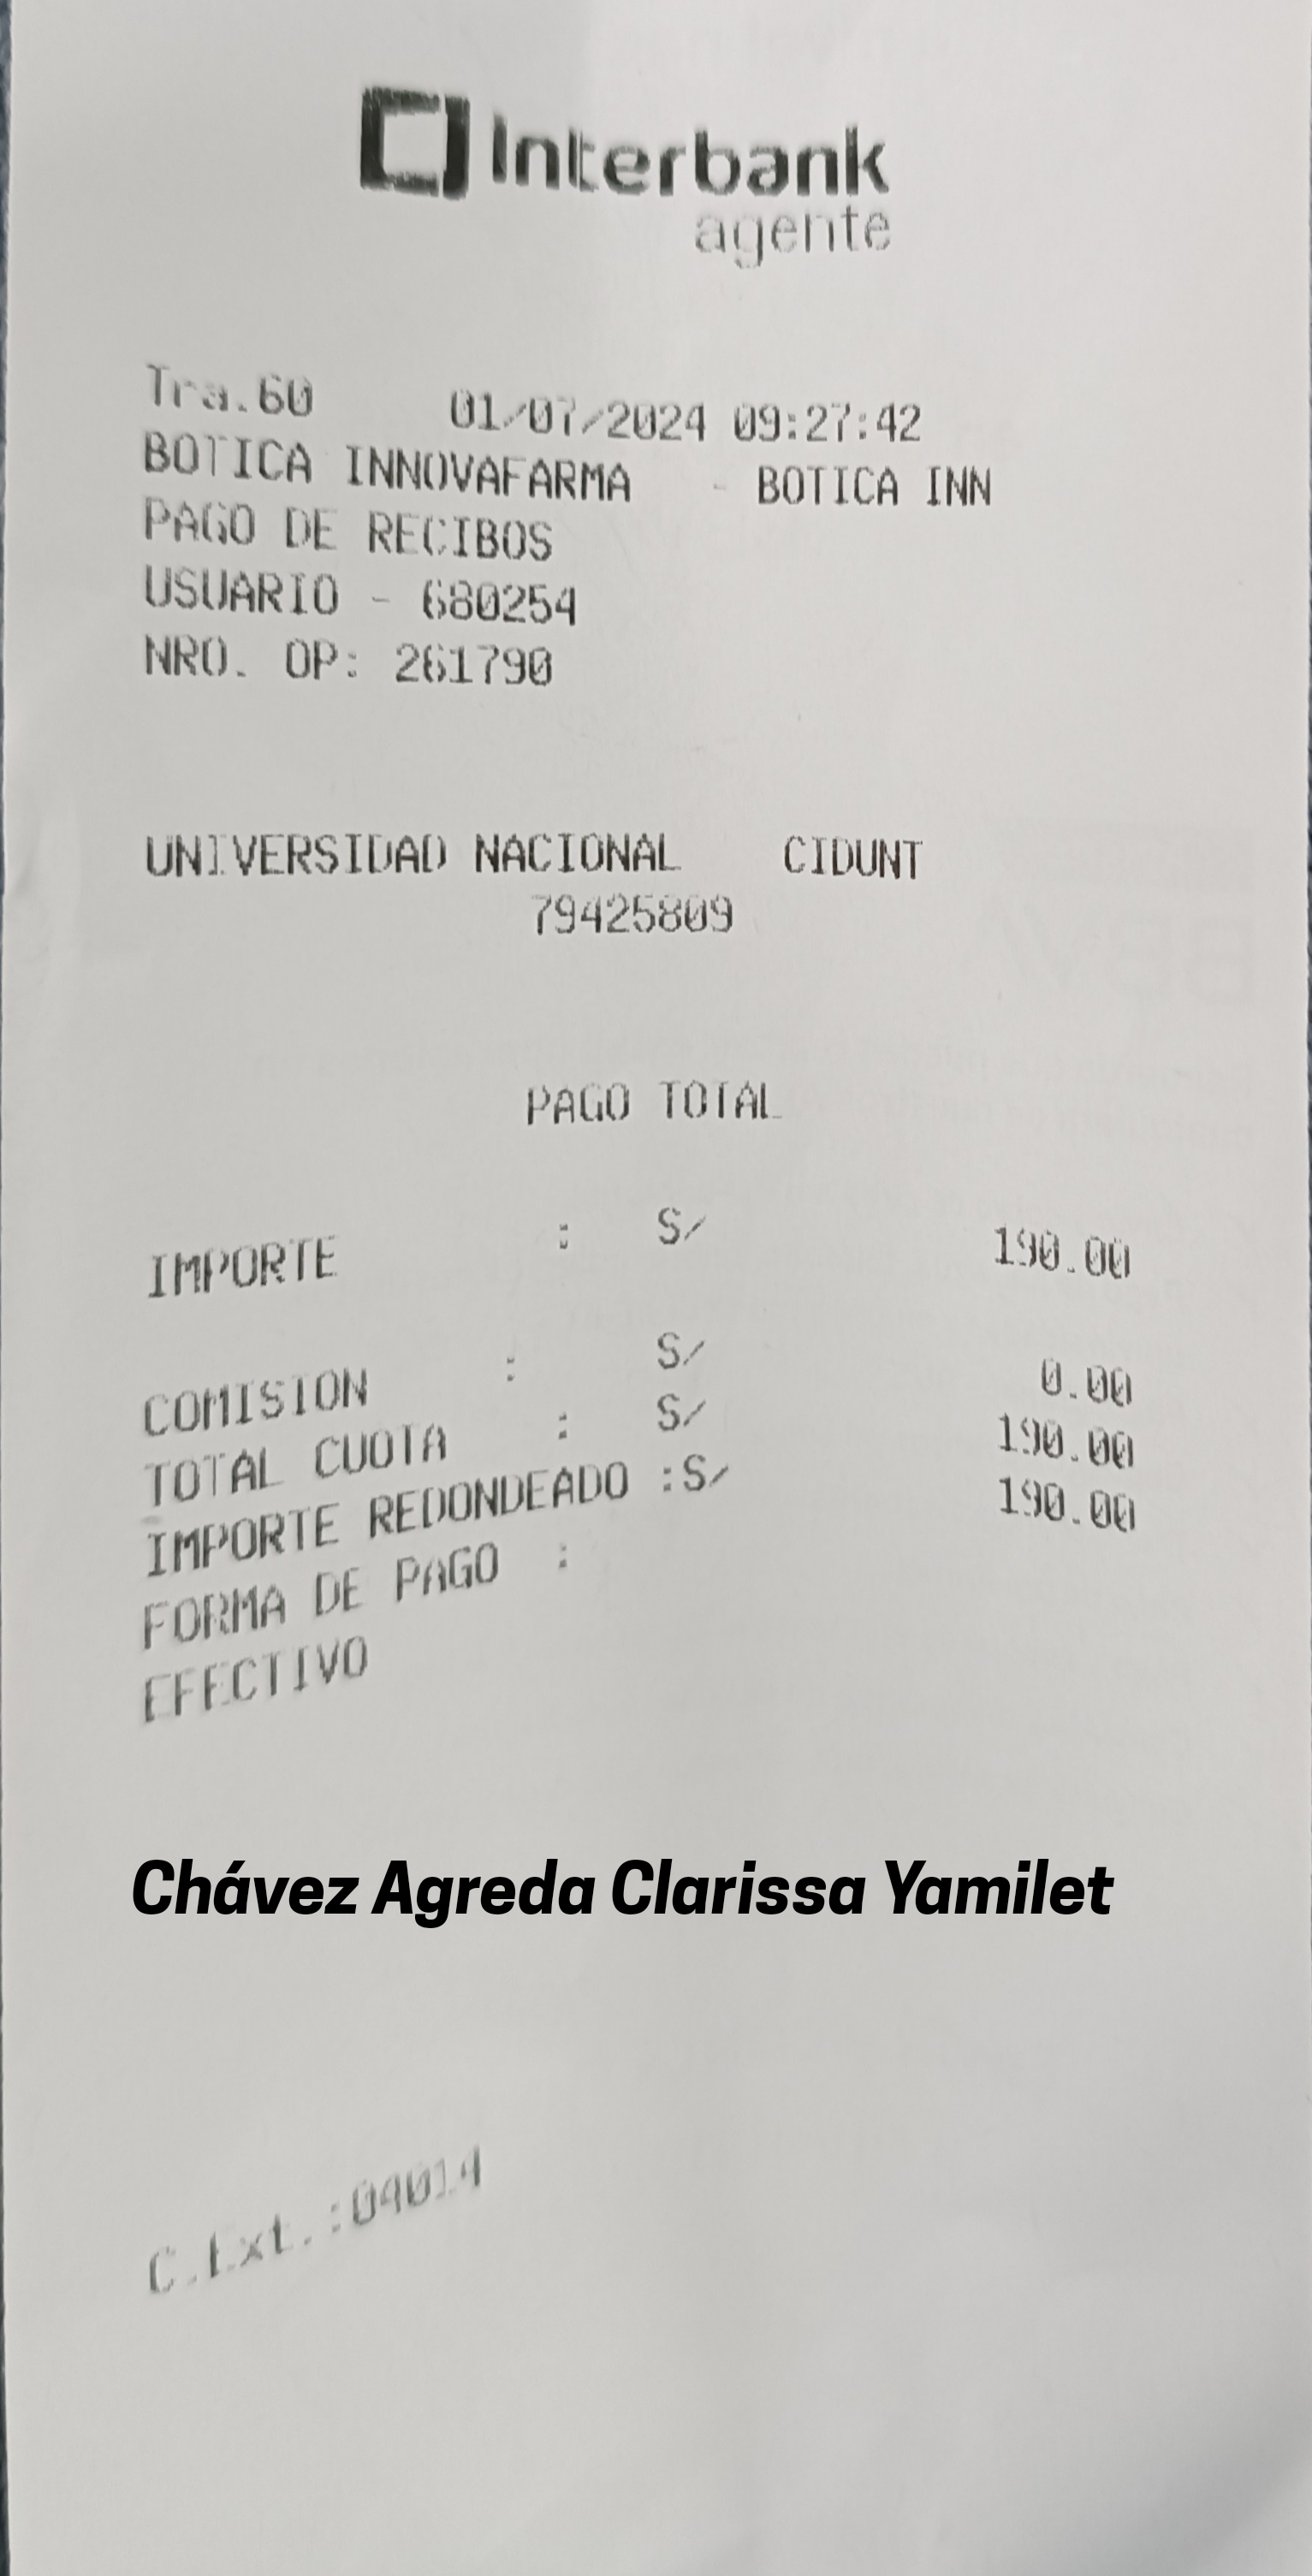 Interbank
agente
Tra.60 01/07/2024 09:27:42
BOTICA INNOVAFARMA - BOTICA INN
PAGO DE RECIBOS
USUARIO - 680254
NRO. OP: 261790
UNIVERSIDAD NACIONAL CIDUNT
79425809
PAGO TOTAL
IMPORTE : S/ 190.00
COMISION : S/ 0.00
TOTAL CUOTA : S/ 190.00
IMPORTE REDONDEADO :S/ 190.00
FORMA DE PAGO :
EFECTIVO
Chávez Agreda Clarissa Yamilet
C.Ext.:04014